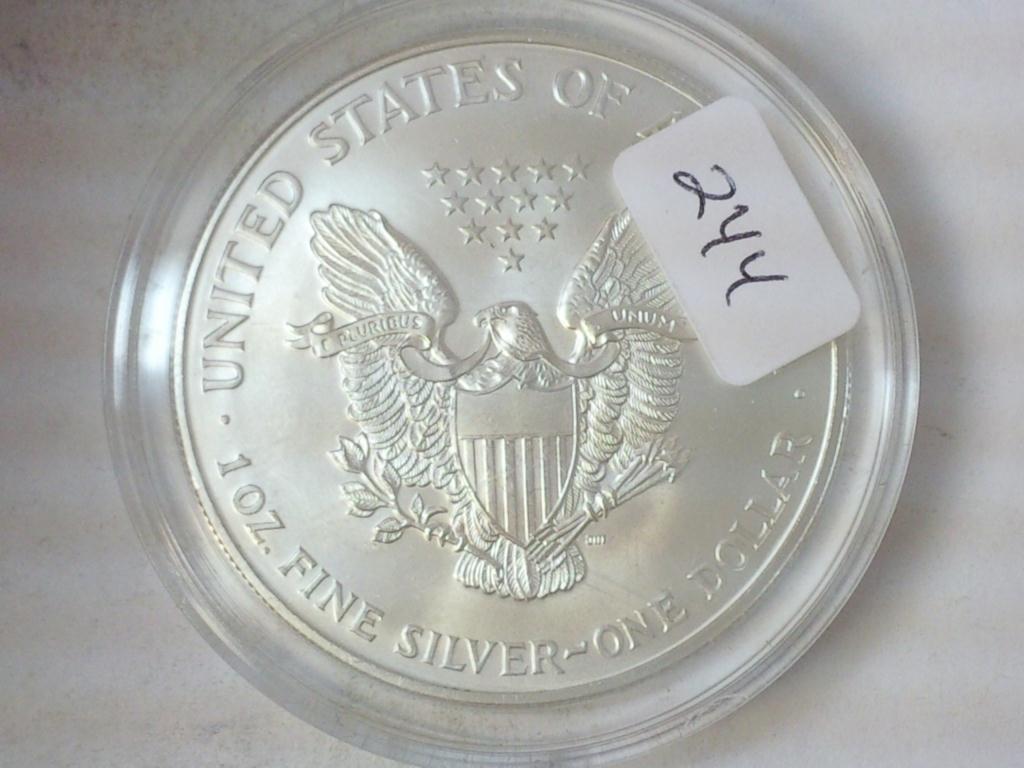 UNITED STATES OF A
PLURIBUS UNUM
1 OZ. FINE SILVER~ONE DOLLAR
244